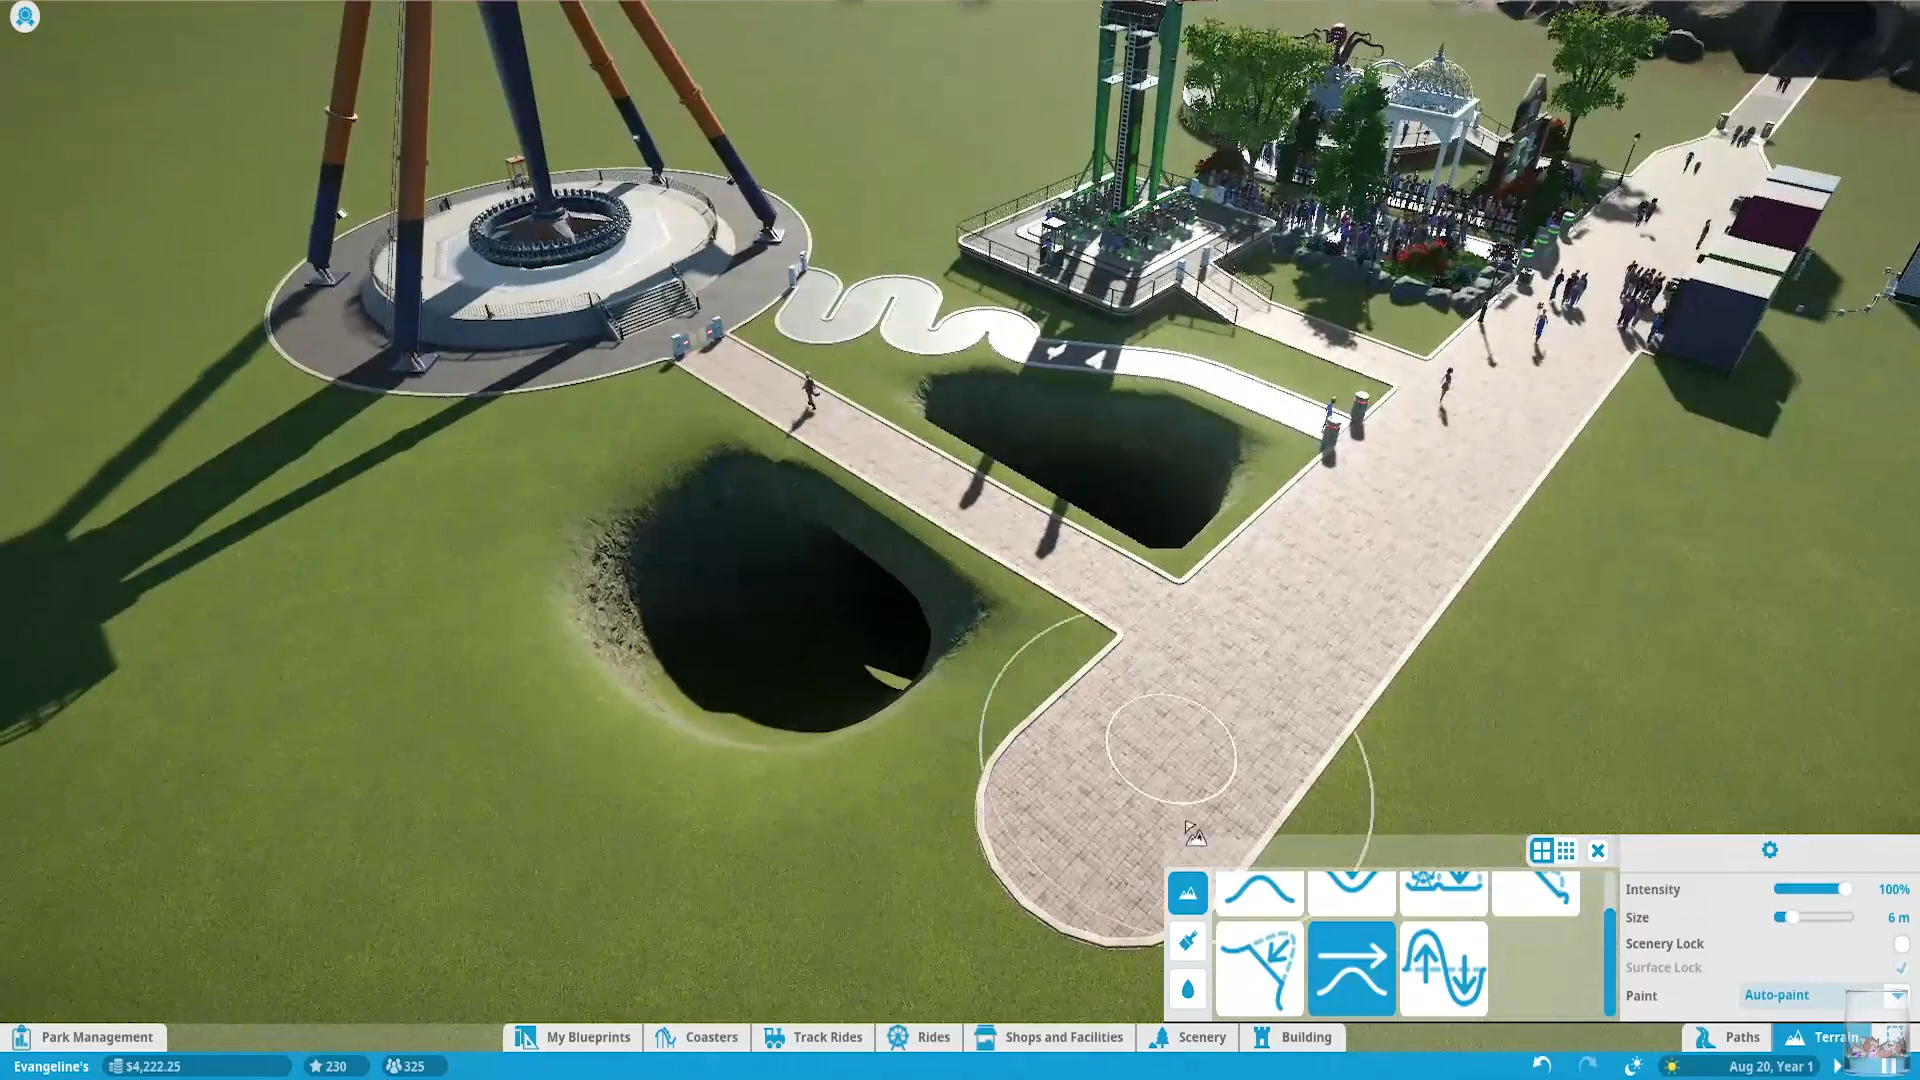 Intensity 100%
Size 6 m
Scenery Lock
Surface Lock
Paint Auto-paint
Park Management
My Blueprints
Coasters
Track Rides
Rides
Shops and Facilities
Scenery
Building
Paths
Terrain
Evangeline's
$4,222.25
230
325
Aug 20, Year 1